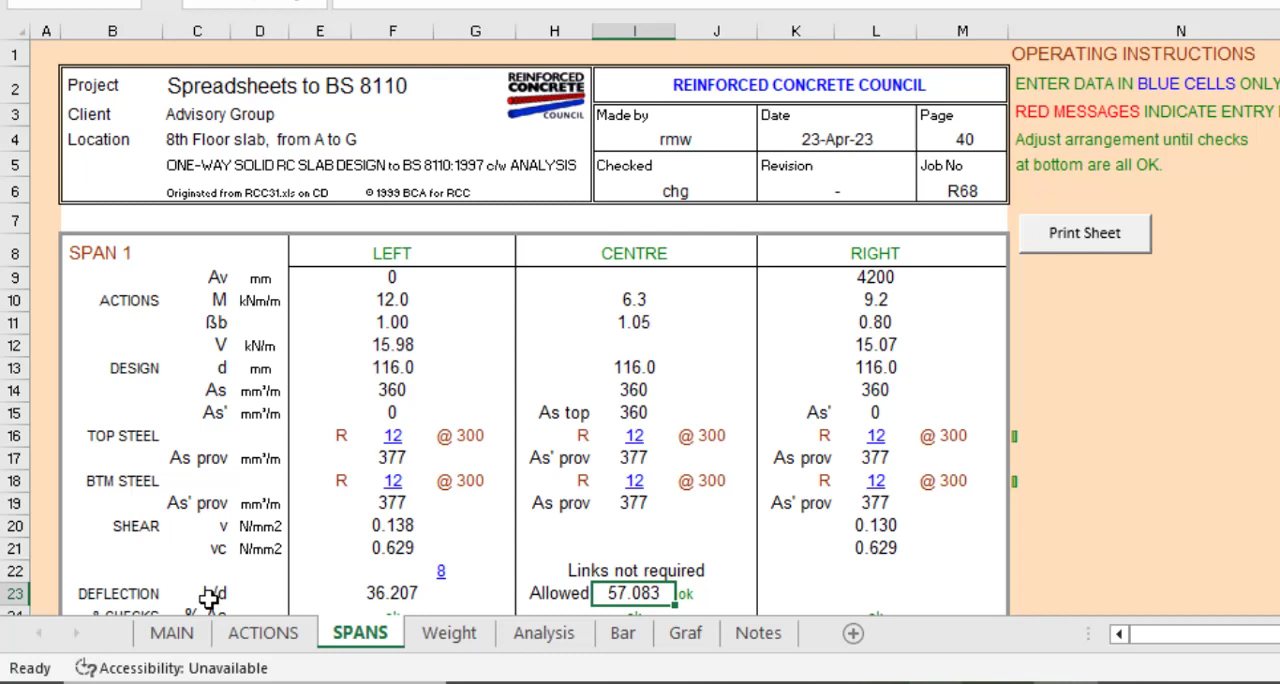 A B C D E F G H I J K L M N
1 OPERATING INSTRUCTIONS
2 Project Spreadsheets to BS 8110 REINFORCED CONCRETE COUNCIL REINFORCED CONCRETE COUNCIL ENTER DATA IN BLUE CELLS ONLY
3 Client Advisory Group Made by Date Page RED MESSAGES INDICATE ENTRY
4 Location 8th Floor slab, from A to G rmw 23-Apr-23 40 Adjust arrangement until checks
5 ONE-WAY SOLID RC SLAB DESIGN to BS 8110:1997 c/w ANALYSIS Checked Revision Job No at bottom are all OK.
6 Originated from RCC31.xls on CD © 1999 BCA for RCC chg - R68
7
Print Sheet
8 SPAN 1 LEFT CENTRE RIGHT
9 Av mm 0 4200
10 ACTIONS M kNm/m 12.0 6.3 9.2
11 ßb 1.00 1.05 0.80
12 V kN/m 15.98 15.07
13 DESIGN d mm 116.0 116.0 116.0
14 As mm²/m 360 360 360
15 As' mm²/m 0 As top 360 As' 0
16 TOP STEEL R 12 @ 300 R 12 @ 300 R 12 @ 300
17 As prov mm²/m 377 As' prov 377 As prov 377
18 BTM STEEL R 12 @ 300 R 12 @ 300 R 12 @ 300
19 As' prov mm²/m 377 As prov 377 As' prov 377
20 SHEAR v N/mm2 0.138 0.130
21 vc N/mm2 0.629 0.629
22 8 Links not required
23 DEFLECTION L/d 36.207 Allowed 57.083 ok
MAIN ACTIONS SPANS Weight Analysis Bar Graf Notes
Ready Accessibility: Unavailable